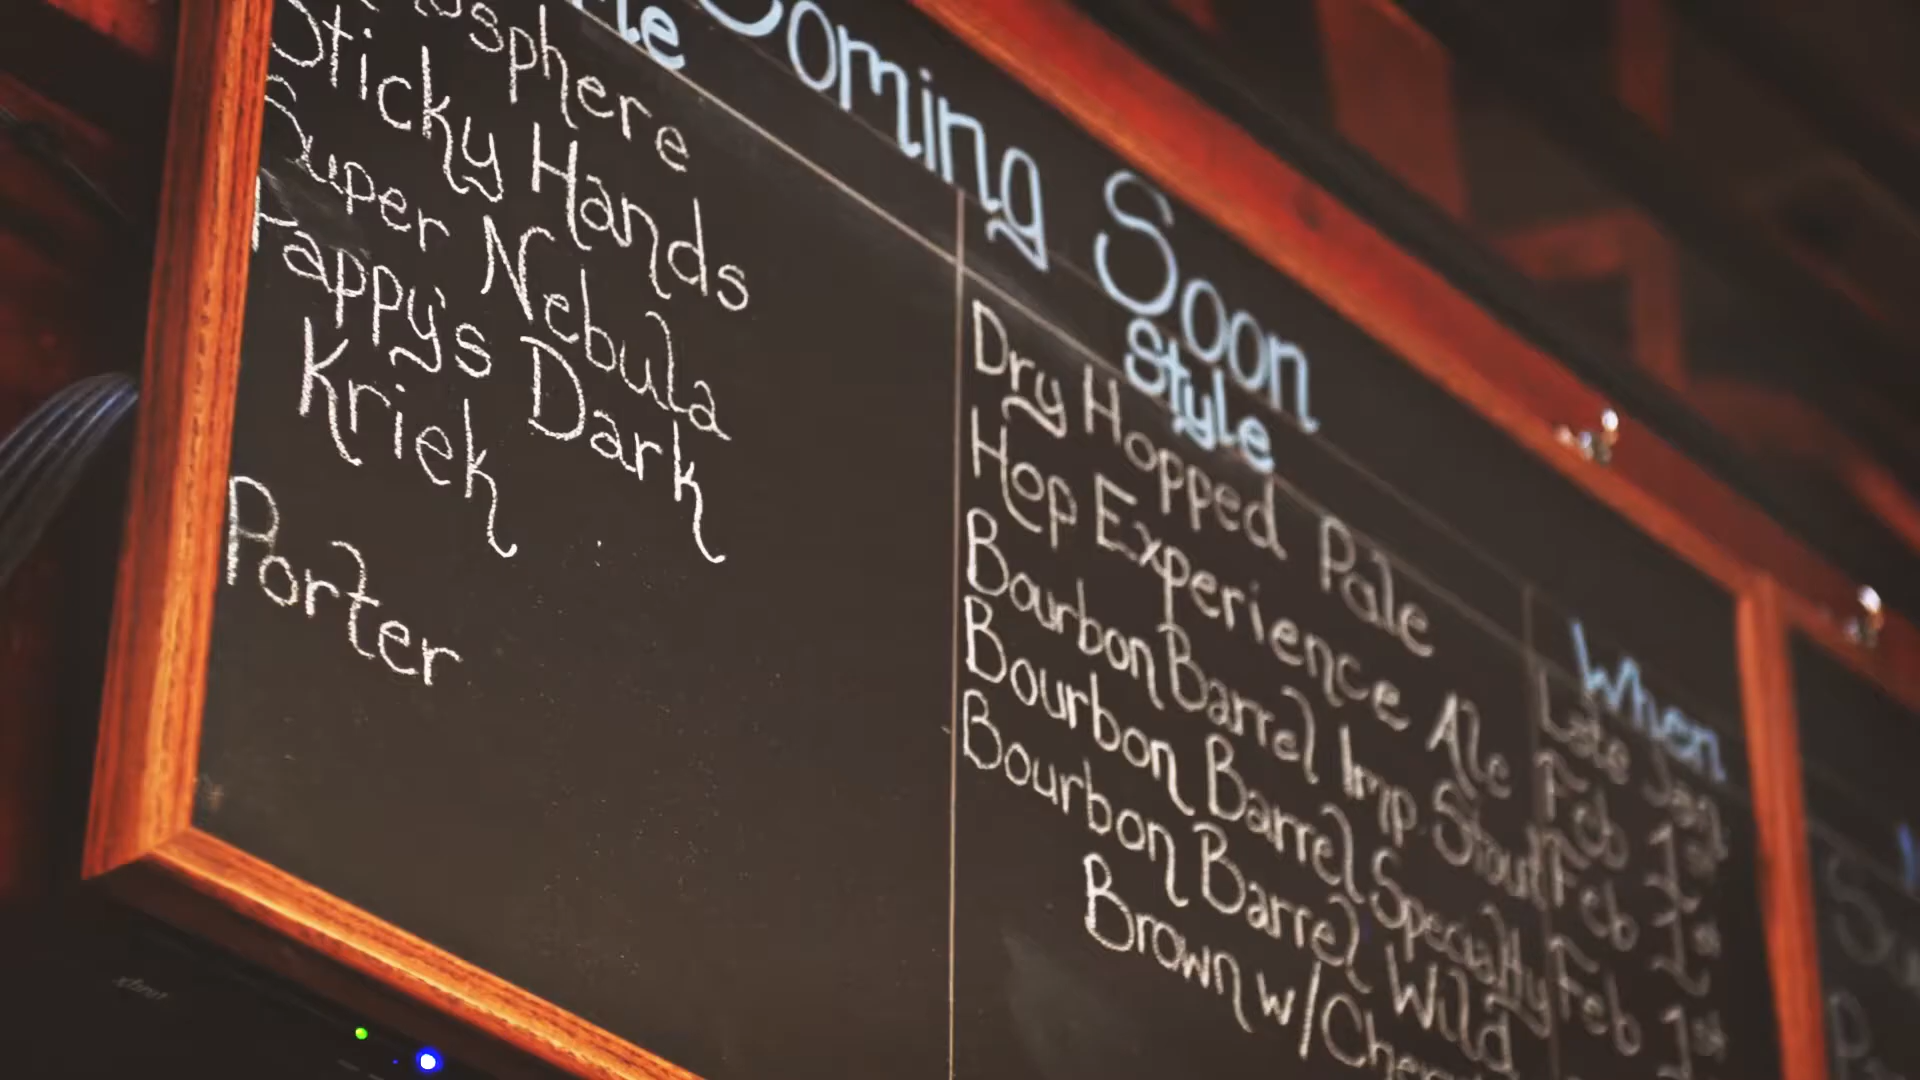 Coming Soon
Style
When
Sticky Hands
Super Nebula
Pappy's Dark
Kriek
Porter
Dry Hopped Pale
Late Jan
Hop Experience Ale
Feb 1st
Bourbon Barrel Imp. Stout
Feb 1st
Bourbon Barrel Specialty
Feb 1st
Bourbon Barrel Wild
Brown w/